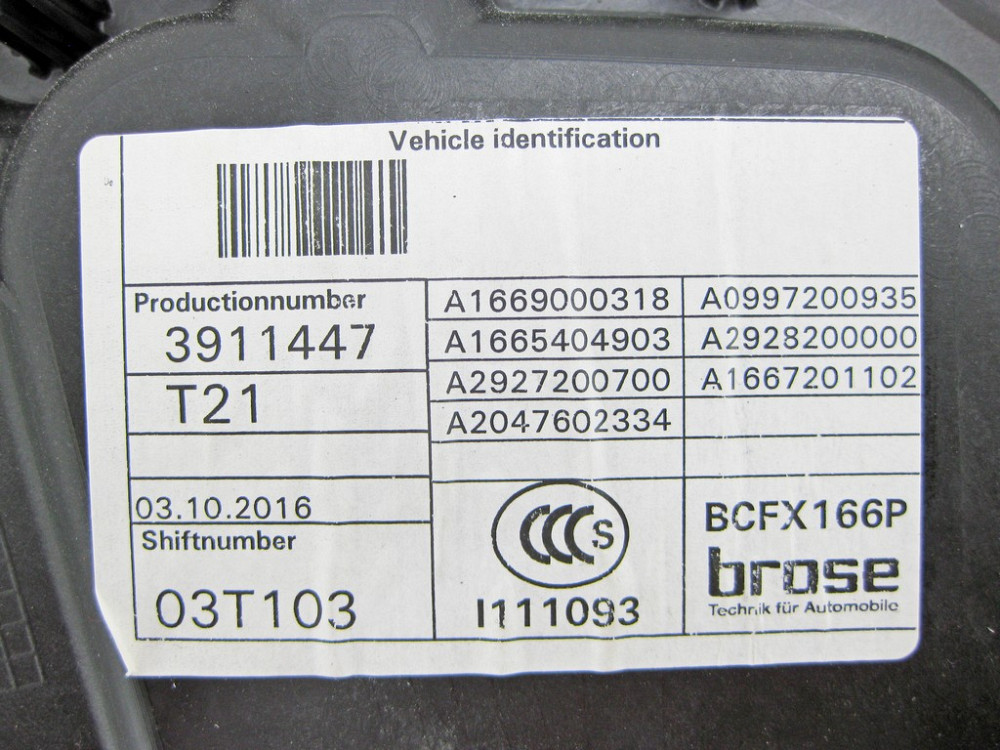 Vehicle identification
Productionnumber
3911447
T21
03.10.2016
Shiftnumber
03T103
A1669000318 A0997200935
A1665404903 A2928200000
A2927200700 A1667201102
A2047602334
CCC S
I111093
BCFX166P
brose
Technik für Automobile